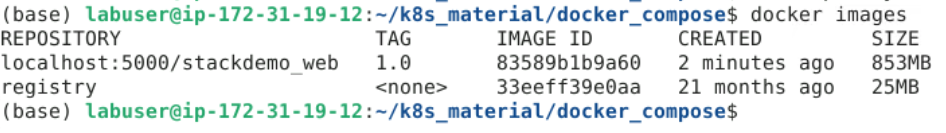 (base) labuser@ip-172-31-19-12:~/k8s_material/docker_compose$ docker images
REPOSITORY TAG IMAGE ID CREATED SIZE
localhost:5000/stackdemo_web 1.0 83589b1b9a60 2 minutes ago 853MB
registry <none> 33eeff39e0aa 21 months ago 25MB
(base) labuser@ip-172-31-19-12:~/k8s_material/docker_compose$